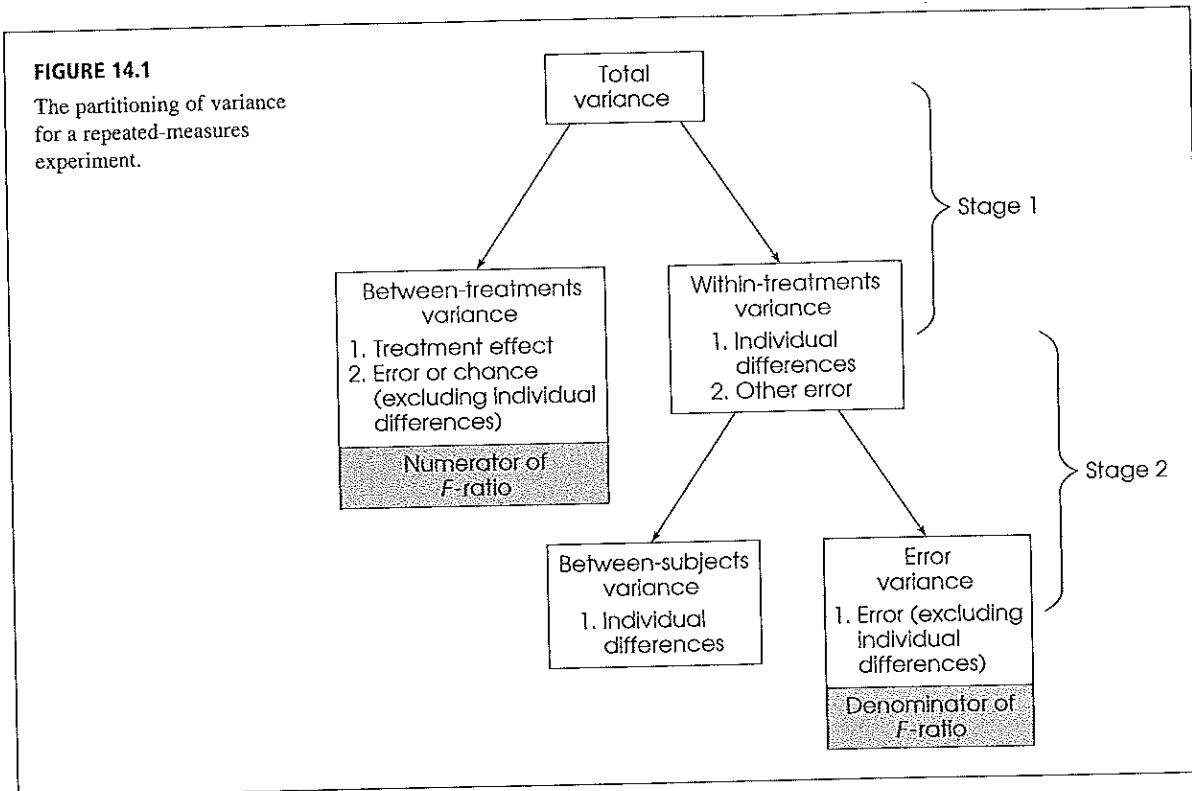 FIGURE 14.1
The partitioning of variance
for a repeated-measures
experiment.
Total
variance
Stage 1
Between-treatments
variance
1. Treatment effect
2. Error or chance
(excluding individual
differences)
Numerator of
F-ratio
Within-treatments
variance
1. Individual
differences
2. Other error
Stage 2
Between-subjects
variance
1. Individual
differences
Error
variance
1. Error (excluding
individual
differences)
Denominator of
F-ratio